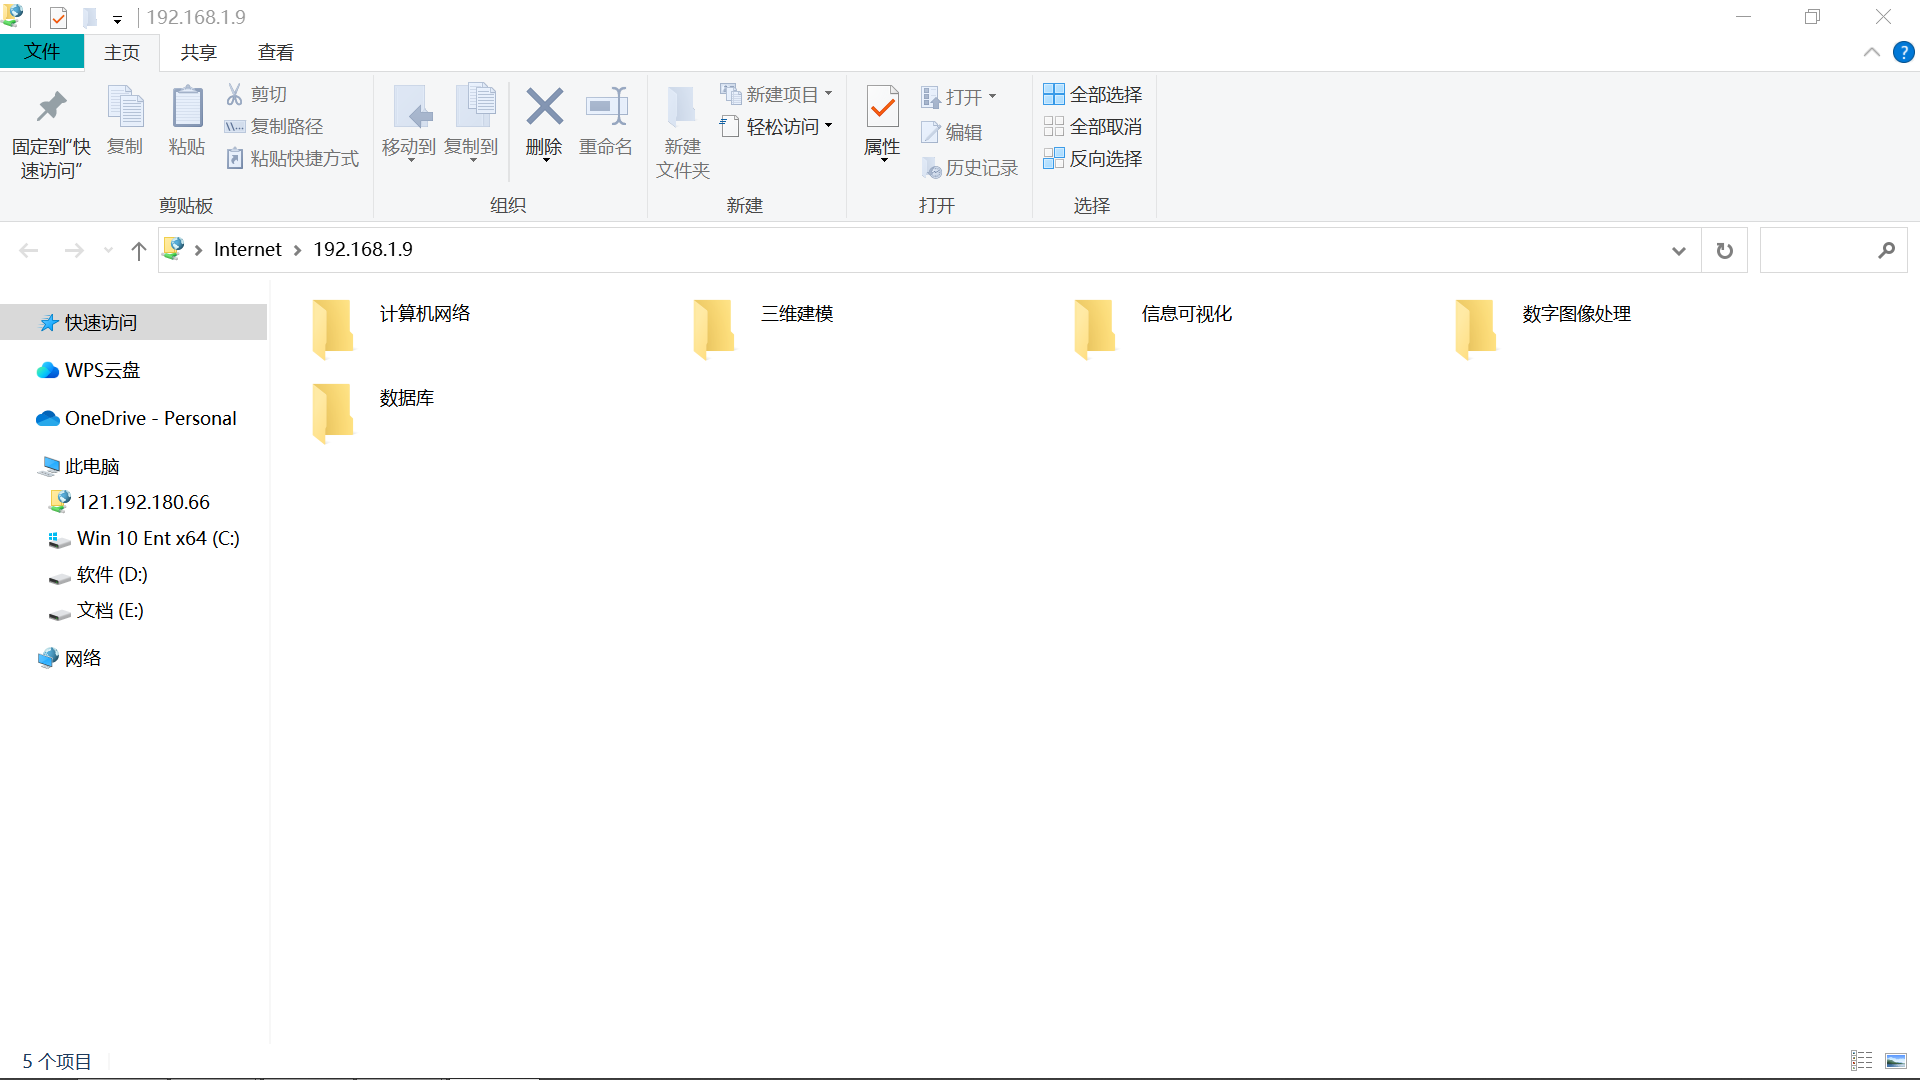 192.168.1.9
文件 主页 共享 查看
固定到"快速访问"
复制
粘贴
剪切
复制路径
粘贴快捷方式
剪贴板
移动到
复制到
删除
重命名
组织
新建
文件夹
新建项目
轻松访问
新建
属性
打开
编辑
历史记录
打开
全部选择
全部取消
反向选择
选择
Internet 192.168.1.9
快速访问
WPS云盘
OneDrive - Personal
此电脑
121.192.180.66
Win 10 Ent x64 (C:)
软件 (D:)
文档 (E:)
网络
计算机网络 三维建模 信息可视化 数字图像处理
数据库
5 个项目